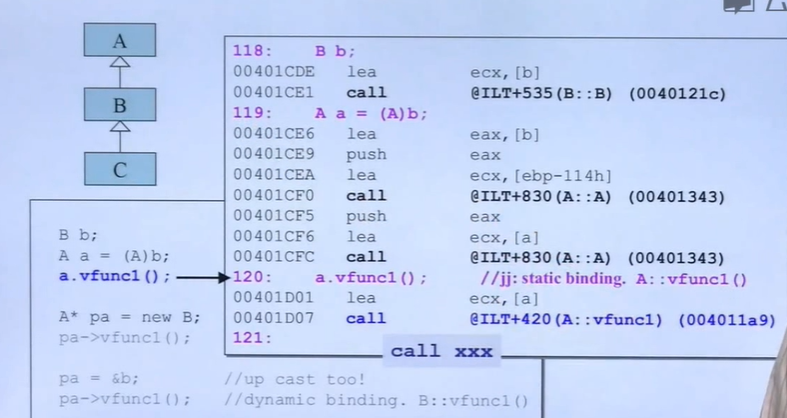 A
B
C
118: B b;
00401CDE lea ecx,[b]
00401CE1 call @ILT+535(B::B) (0040121c)
119: A a = (A)b;
00401CE6 lea eax,[b]
00401CE9 push eax
00401CEA lea ecx,[ebp-114h]
00401CF0 call @ILT+830(A::A) (00401343)
00401CF5 push eax
00401CF6 lea ecx,[a]
00401CFC call @ILT+830(A::A) (00401343)
120: a.vfunc1(); //jj: static binding. A::vfunc1()
00401D01 lea ecx,[a]
00401D07 call @ILT+420(A::vfunc1) (004011a9)
121:
call xxx
B b;
A a = (A)b;
a.vfunc1();
A* pa = new B;
pa->vfunc1();
pa = &b; //up cast too!
pa->vfunc1(); //dynamic binding. B::vfunc1()